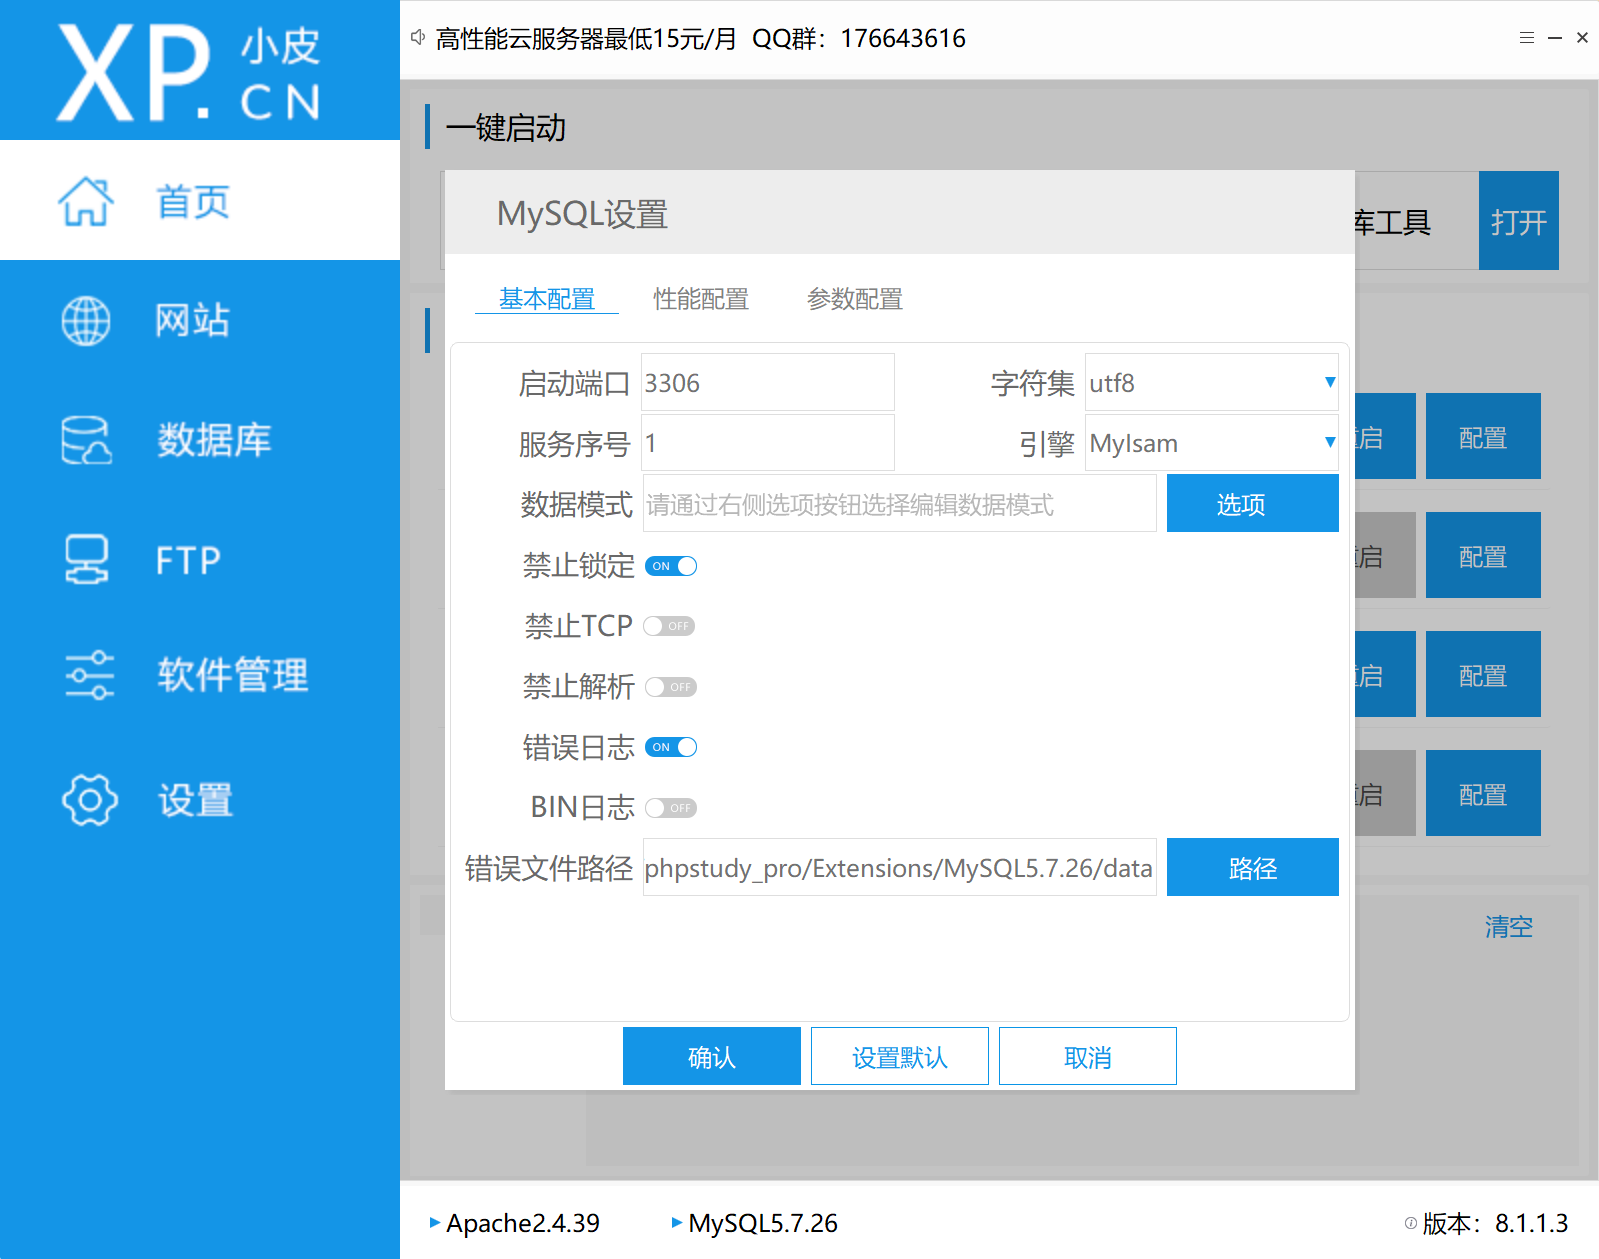 XP.小皮CN
高性能云服务器最低15元/月 QQ群：176643616
首页
网站
数据库
FTP
软件管理
设置
一键启动
库工具
打开
MySQL设置
基本配置 性能配置 参数配置
启动端口 3306 字符集 utf8
服务序号 1 引擎 MyIsam
数据模式 请通过右侧选项按钮选择编辑数据模式 选项
禁止锁定 ON
禁止TCP OFF
禁止解析 OFF
错误日志 ON
BIN日志 OFF
错误文件路径 phpstudy_pro/Extensions/MySQL5.7.26/data 路径
确认 设置默认 取消
启 配置
启 配置
启 配置
启 配置
清空
Apache2.4.39 MySQL5.7.26 版本：8.1.1.3